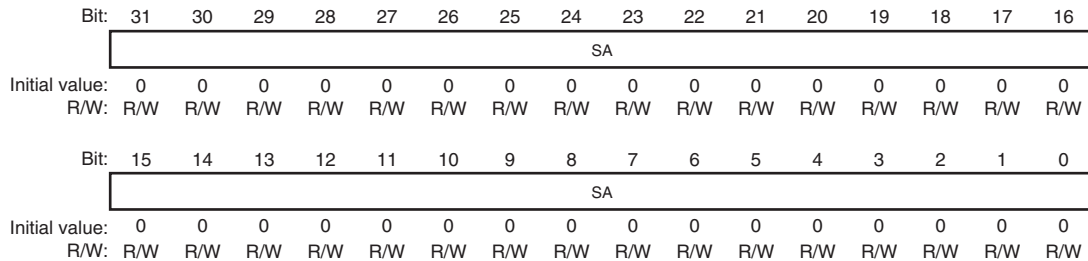 Bit: 31 30 29 28 27 26 25 24 23 22 21 20 19 18 17 16
SA
Initial value: 0 0 0 0 0 0 0 0 0 0 0 0 0 0 0 0
R/W: R/W R/W R/W R/W R/W R/W R/W R/W R/W R/W R/W R/W R/W R/W R/W R/W
Bit: 15 14 13 12 11 10 9 8 7 6 5 4 3 2 1 0
SA
Initial value: 0 0 0 0 0 0 0 0 0 0 0 0 0 0 0 0
R/W: R/W R/W R/W R/W R/W R/W R/W R/W R/W R/W R/W R/W R/W R/W R/W R/W